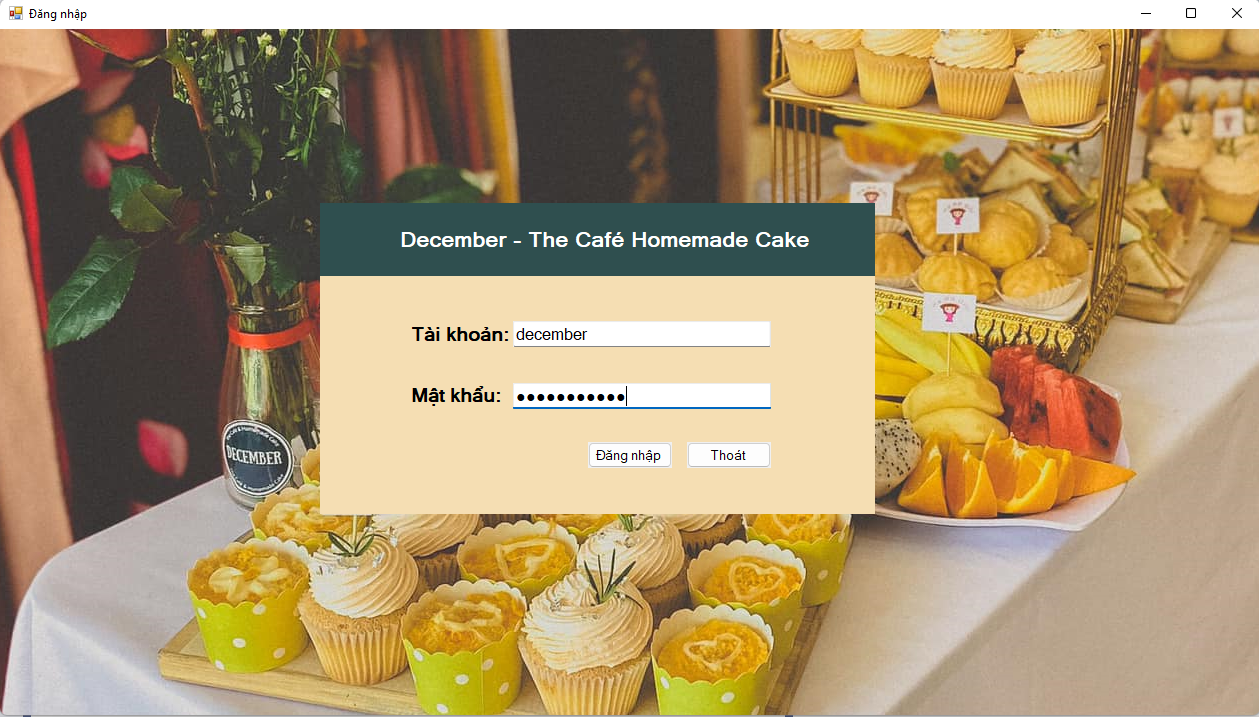 Đăng nhập
December - The Café Homemade Cake
Tài khoản: december
Mật khẩu: ●●●●●●●●●●●
Đăng nhập Thoát
DECEMBER